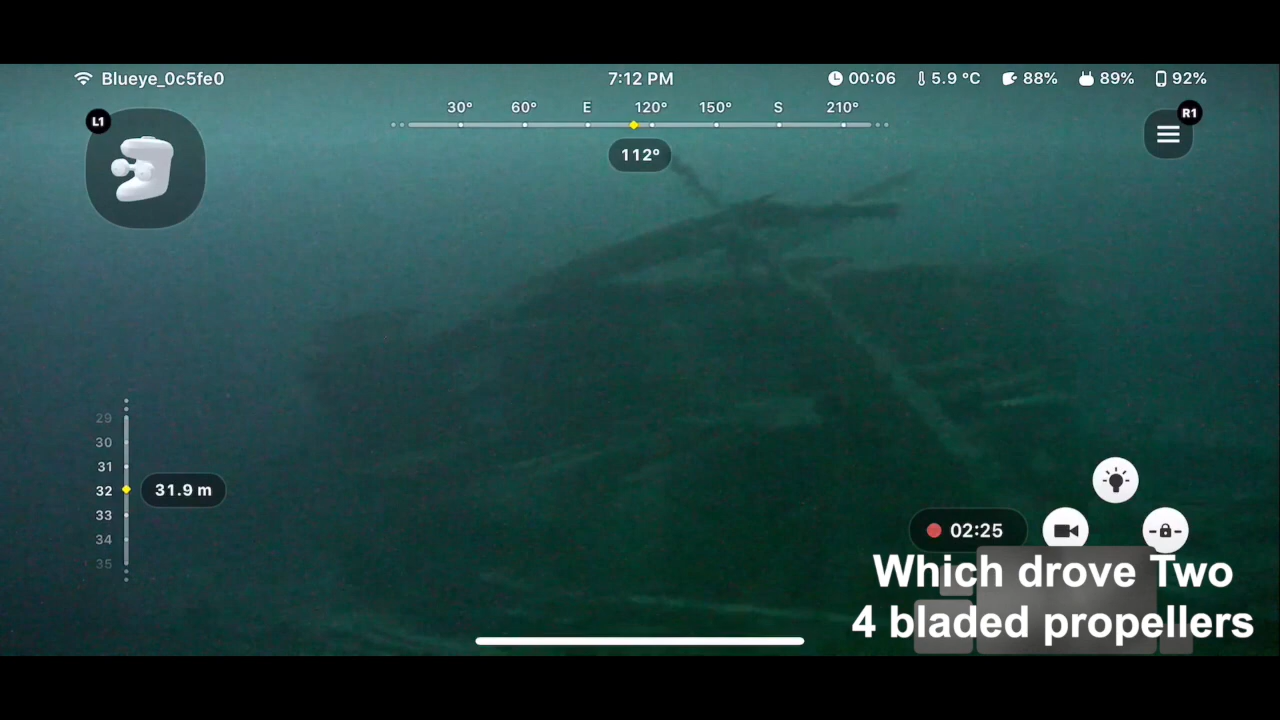 Blueye_0c5fe0
7:12 PM
00:06
5.9 °C
88%
89%
92%
L1
30° 60° E 120° 150° S 210°
R1
112°
29
30
31
32
31.9 m
33
34
35
02:25
Which drove Two
4 bladed propellers